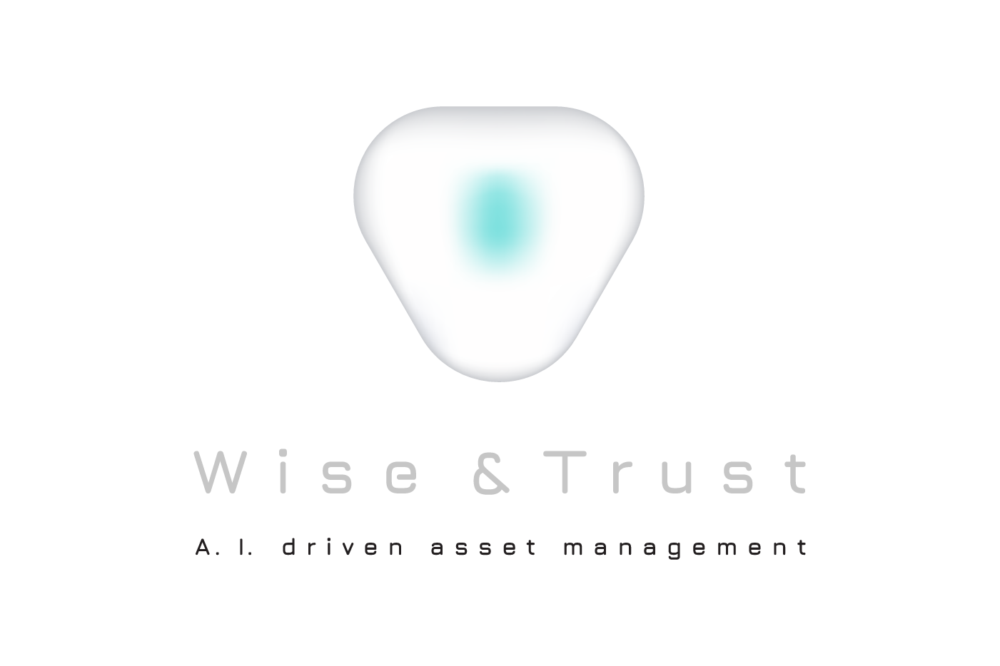 Wise & Trust
A. I. driven asset management